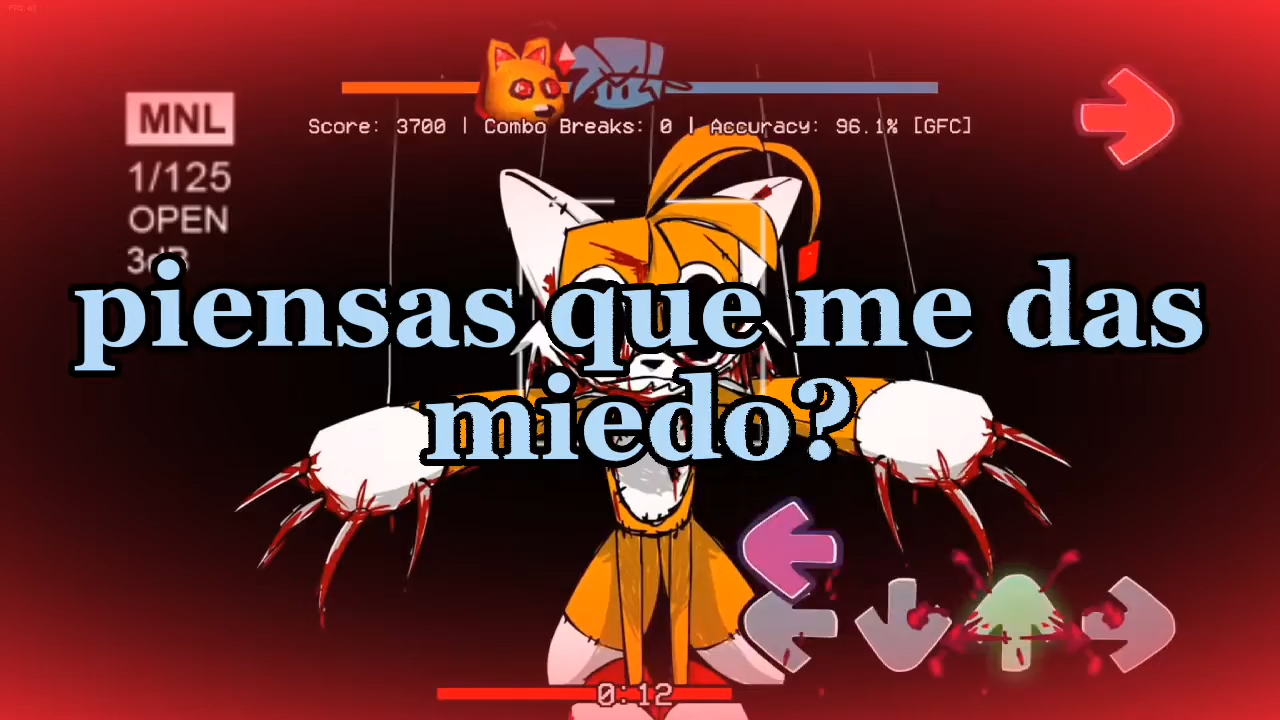 MNL
1/125
OPEN
3dB
Score: 3700 | Combo Breaks: 0 | Accuracy: 96.1% [GFC]
piensas que me das
miedo?
0:12